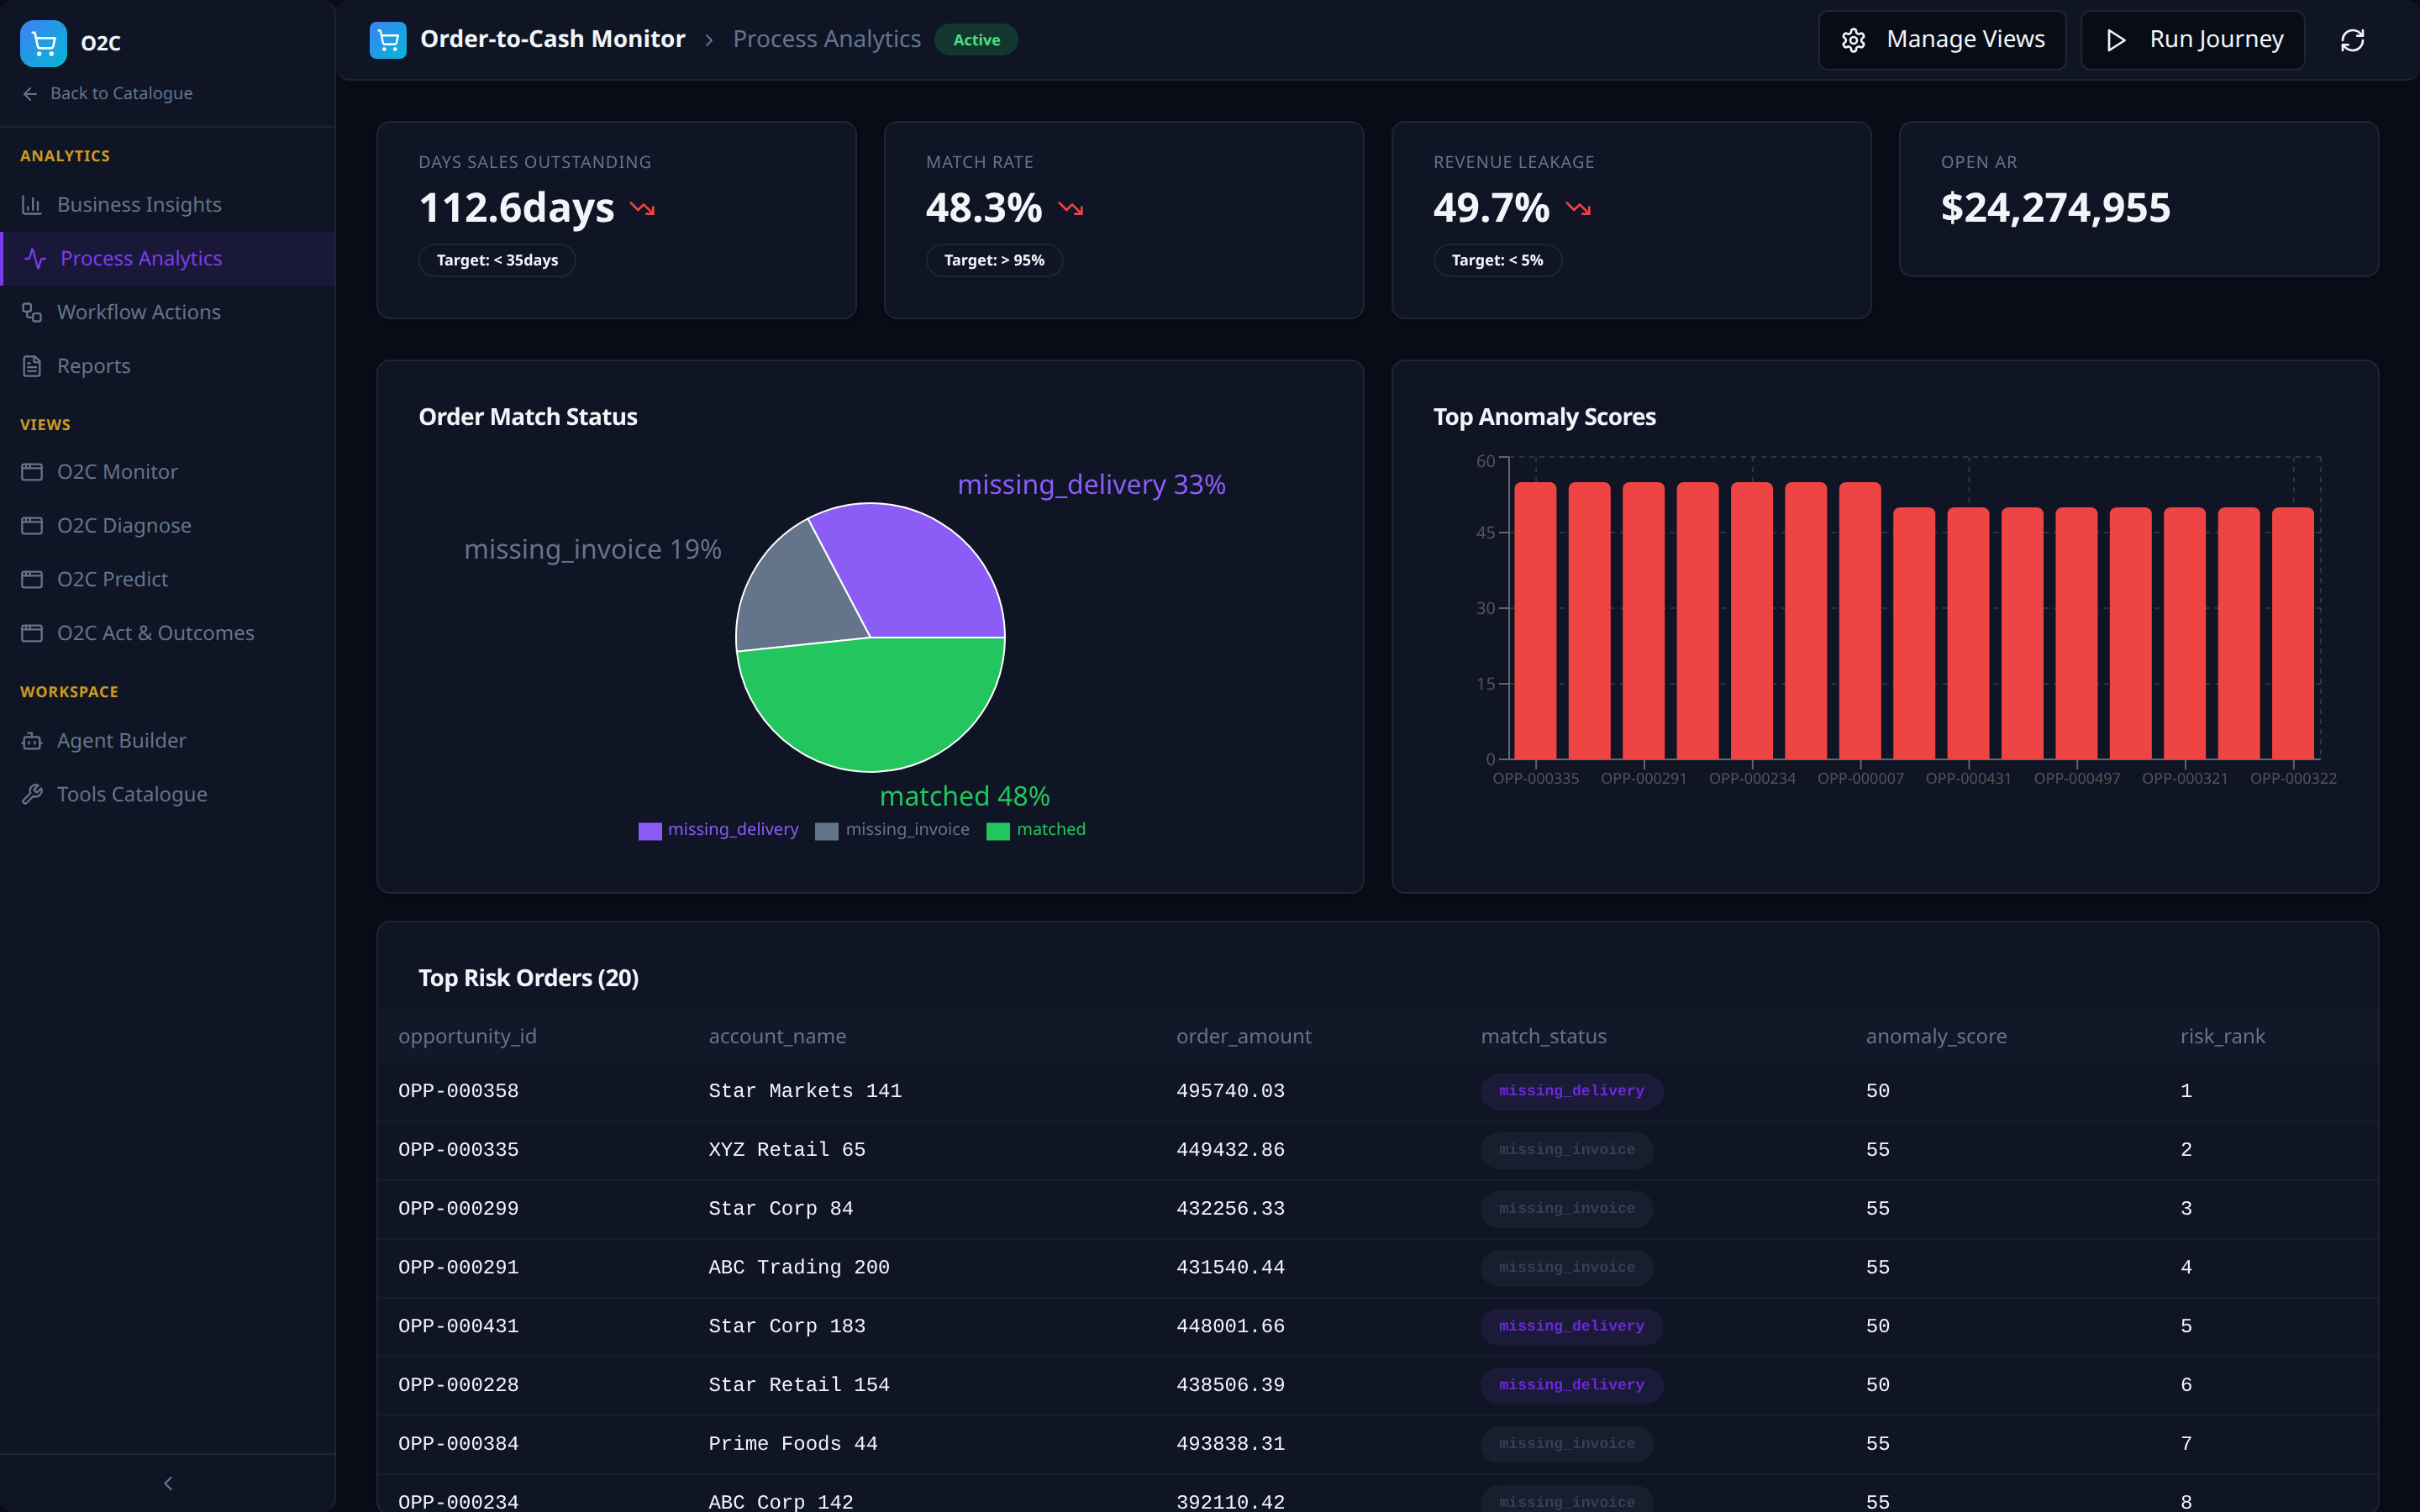 O2C
Back to Catalogue
ANALYTICS
Business Insights
Process Analytics
Workflow Actions
Reports
VIEWS
O2C Monitor
O2C Diagnose
O2C Predict
O2C Act & Outcomes
WORKSPACE
Agent Builder
Tools Catalogue
Order-to-Cash Monitor Process Analytics Active
Manage Views
Run Journey
DAYS SALES OUTSTANDING
112.6days
Target: < 35days
MATCH RATE
48.3%
Target: > 95%
REVENUE LEAKAGE
49.7%
Target: < 5%
OPEN AR
$24,274,955
Order Match Status
missing_delivery 33%
missing_invoice 19%
matched 48%
missing_delivery missing_invoice matched
Top Anomaly Scores
60
45
30
15
0
OPP-000335 OPP-000291 OPP-000234 OPP-000007 OPP-000431 OPP-000497 OPP-000321 OPP-000322
Top Risk Orders (20)
opportunity_id account_name order_amount match_status anomaly_score risk_rank
OPP-000358 Star Markets 141 495740.03 missing_delivery 50 1
OPP-000335 XYZ Retail 65 449432.86 missing_invoice 55 2
OPP-000299 Star Corp 84 432256.33 missing_invoice 55 3
OPP-000291 ABC Trading 200 431540.44 missing_invoice 55 4
OPP-000431 Star Corp 183 448001.66 missing_delivery 50 5
OPP-000228 Star Retail 154 438506.39 missing_delivery 50 6
OPP-000384 Prime Foods 44 493838.31 missing_invoice 55 7
OPP-000234 ABC Corp 142 392110.42 missing_invoice 55 8